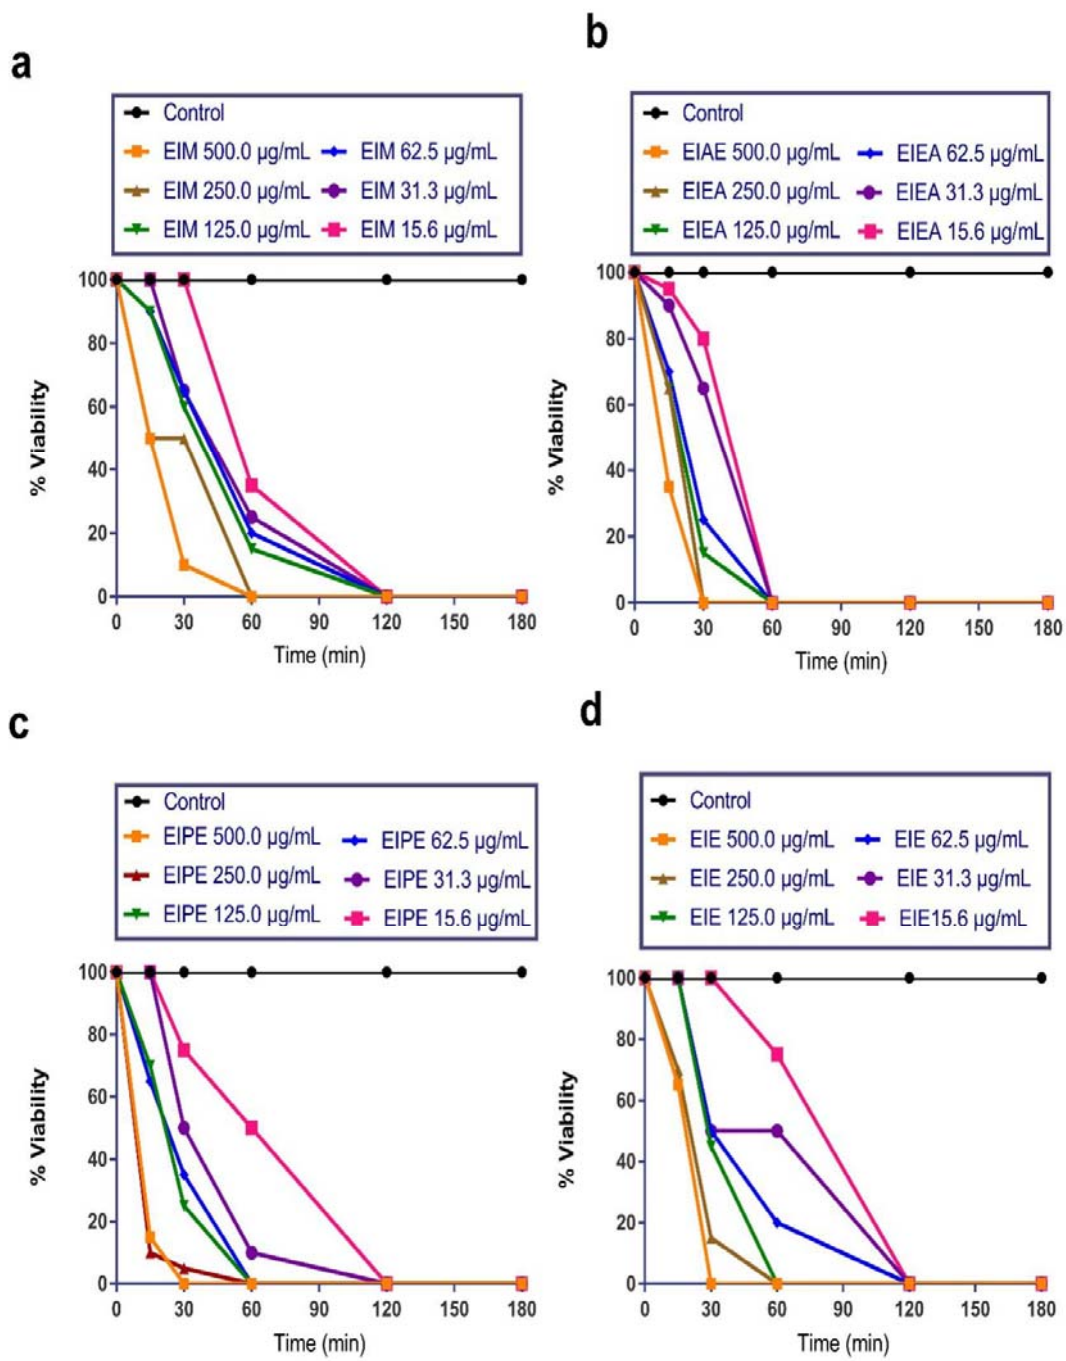 a
Control
EIM 500.0 µg/mL EIM 62.5 µg/mL
EIM 250.0 µg/mL EIM 31.3 µg/mL
EIM 125.0 µg/mL EIM 15.6 µg/mL
100
80
60
40
20
0
% Viability
0 30 60 90 120 150 180
Time (min)
b
Control
EIAE 500.0 µg/mL EIEA 62.5 µg/mL
EIEA 250.0 µg/mL EIEA 31.3 µg/mL
EIEA 125.0 µg/mL EIEA 15.6 µg/mL
100
80
60
40
20
0
% Viability
0 30 60 90 120 150 180
Time (min)
c
Control
EIPE 500.0 µg/mL EIPE 62.5 µg/mL
EIPE 250.0 µg/mL EIPE 31.3 µg/mL
EIPE 125.0 µg/mL EIPE 15.6 µg/mL
100
80
60
40
20
0
% Viability
0 30 60 90 120 150 180
Time (min)
d
Control
EIE 500.0 µg/mL EIE 62.5 µg/mL
EIE 250.0 µg/mL EIE 31.3 µg/mL
EIE 125.0 µg/mL EIE15.6 µg/mL
100
80
60
40
20
0
% Viability
0 30 60 90 120 150 180
Time (min)